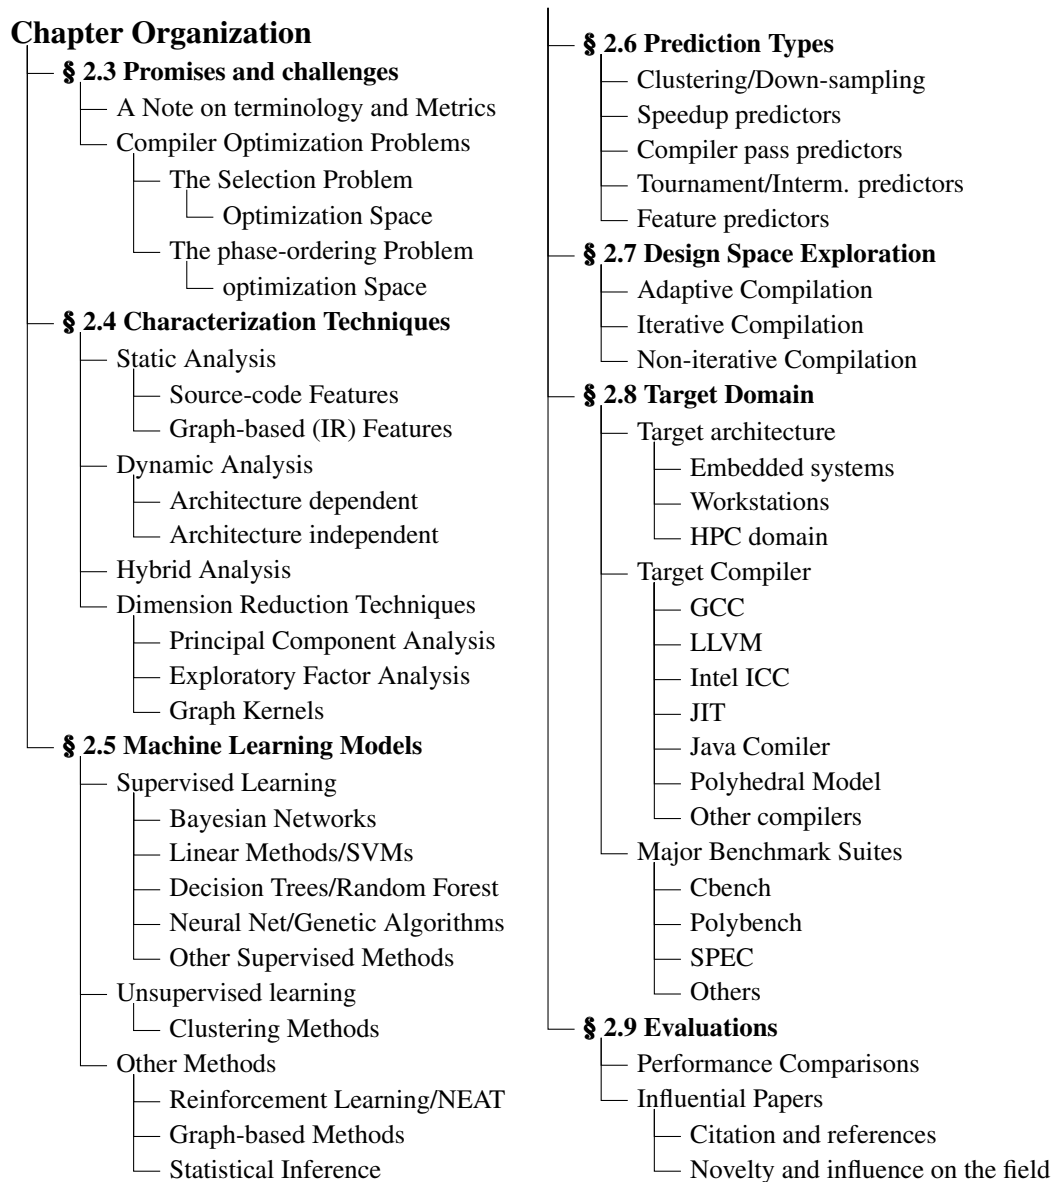 Chapter Organization
§ 2.3 Promises and challenges
A Note on terminology and Metrics
Compiler Optimization Problems
The Selection Problem
Optimization Space
The phase-ordering Problem
optimization Space
§ 2.4 Characterization Techniques
Static Analysis
Source-code Features
Graph-based (IR) Features
Dynamic Analysis
Architecture dependent
Architecture independent
Hybrid Analysis
Dimension Reduction Techniques
Principal Component Analysis
Exploratory Factor Analysis
Graph Kernels
§ 2.5 Machine Learning Models
Supervised Learning
Bayesian Networks
Linear Methods/SVMs
Decision Trees/Random Forest
Neural Net/Genetic Algorithms
Other Supervised Methods
Unsupervised learning
Clustering Methods
Other Methods
Reinforcement Learning/NEAT
Graph-based Methods
Statistical Inference
§ 2.6 Prediction Types
Clustering/Down-sampling
Speedup predictors
Compiler pass predictors
Tournament/Interm. predictors
Feature predictors
§ 2.7 Design Space Exploration
Adaptive Compilation
Iterative Compilation
Non-iterative Compilation
§ 2.8 Target Domain
Target architecture
Embedded systems
Workstations
HPC domain
Target Compiler
GCC
LLVM
Intel ICC
JIT
Java Comiler
Polyhedral Model
Other compilers
Major Benchmark Suites
Cbench
Polybench
SPEC
Others
§ 2.9 Evaluations
Performance Comparisons
Influential Papers
Citation and references
Novelty and influence on the field